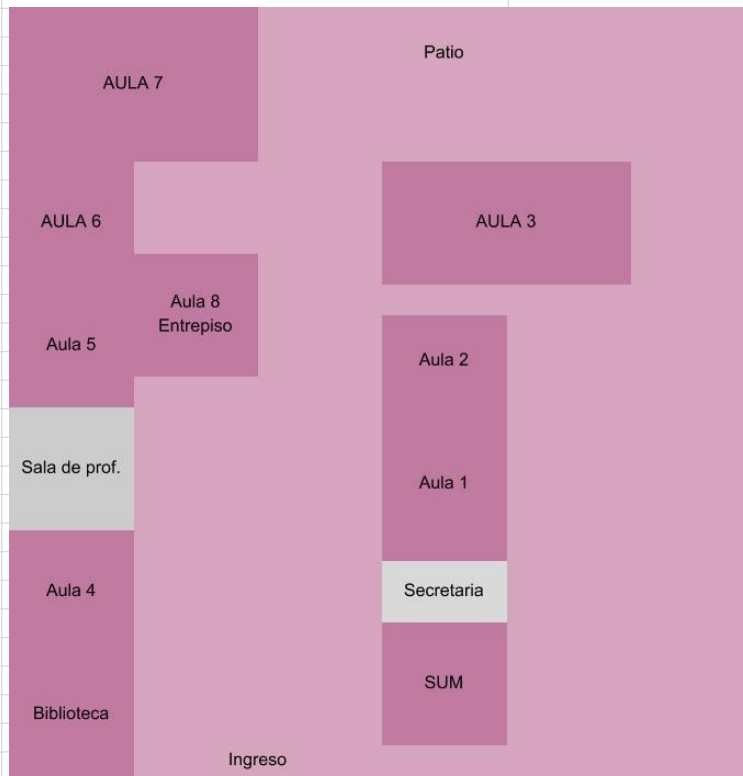 Patio
AULA 7
AULA 6
AULA 3
Aula 8
Entrepiso
Aula 5
Aula 2
Sala de prof.
Aula 1
Aula 4
Secretaria
SUM
Biblioteca
Ingreso